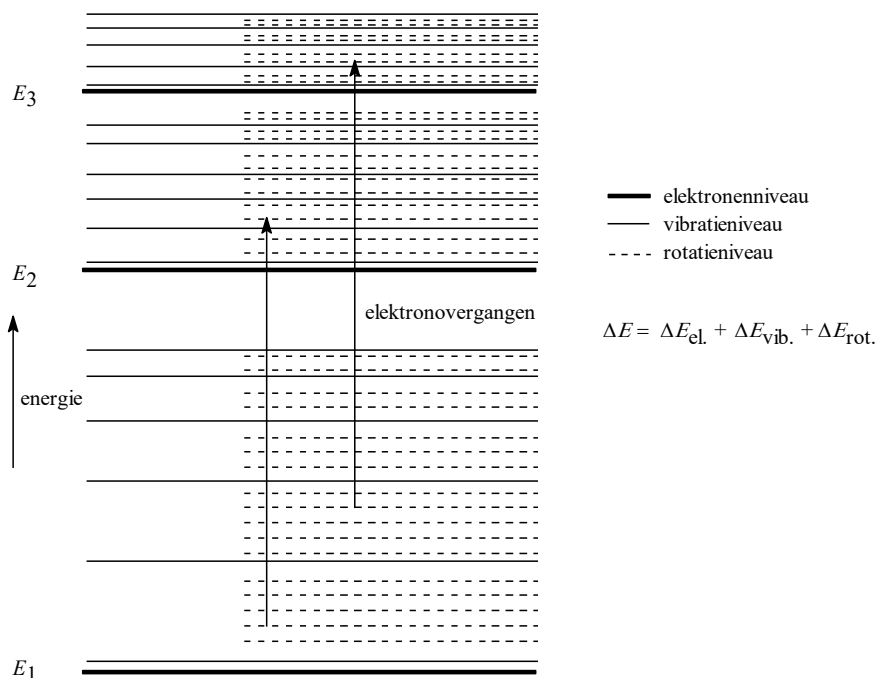 E3
elektronenniveau
vibratieniveau
rotatieniveau
E2
elektronovergangen
ΔE = ΔEel. + ΔEvib. + ΔErot.
energie
E1